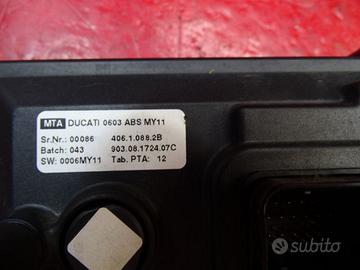 MTA DUCATI 0603 ABS MY11
Sr.Nr.: 00086 406.1.088.2B
Batch: 043 903.08.1724.07C
SW: 0006MY11 Tab. PTA: 12
subito